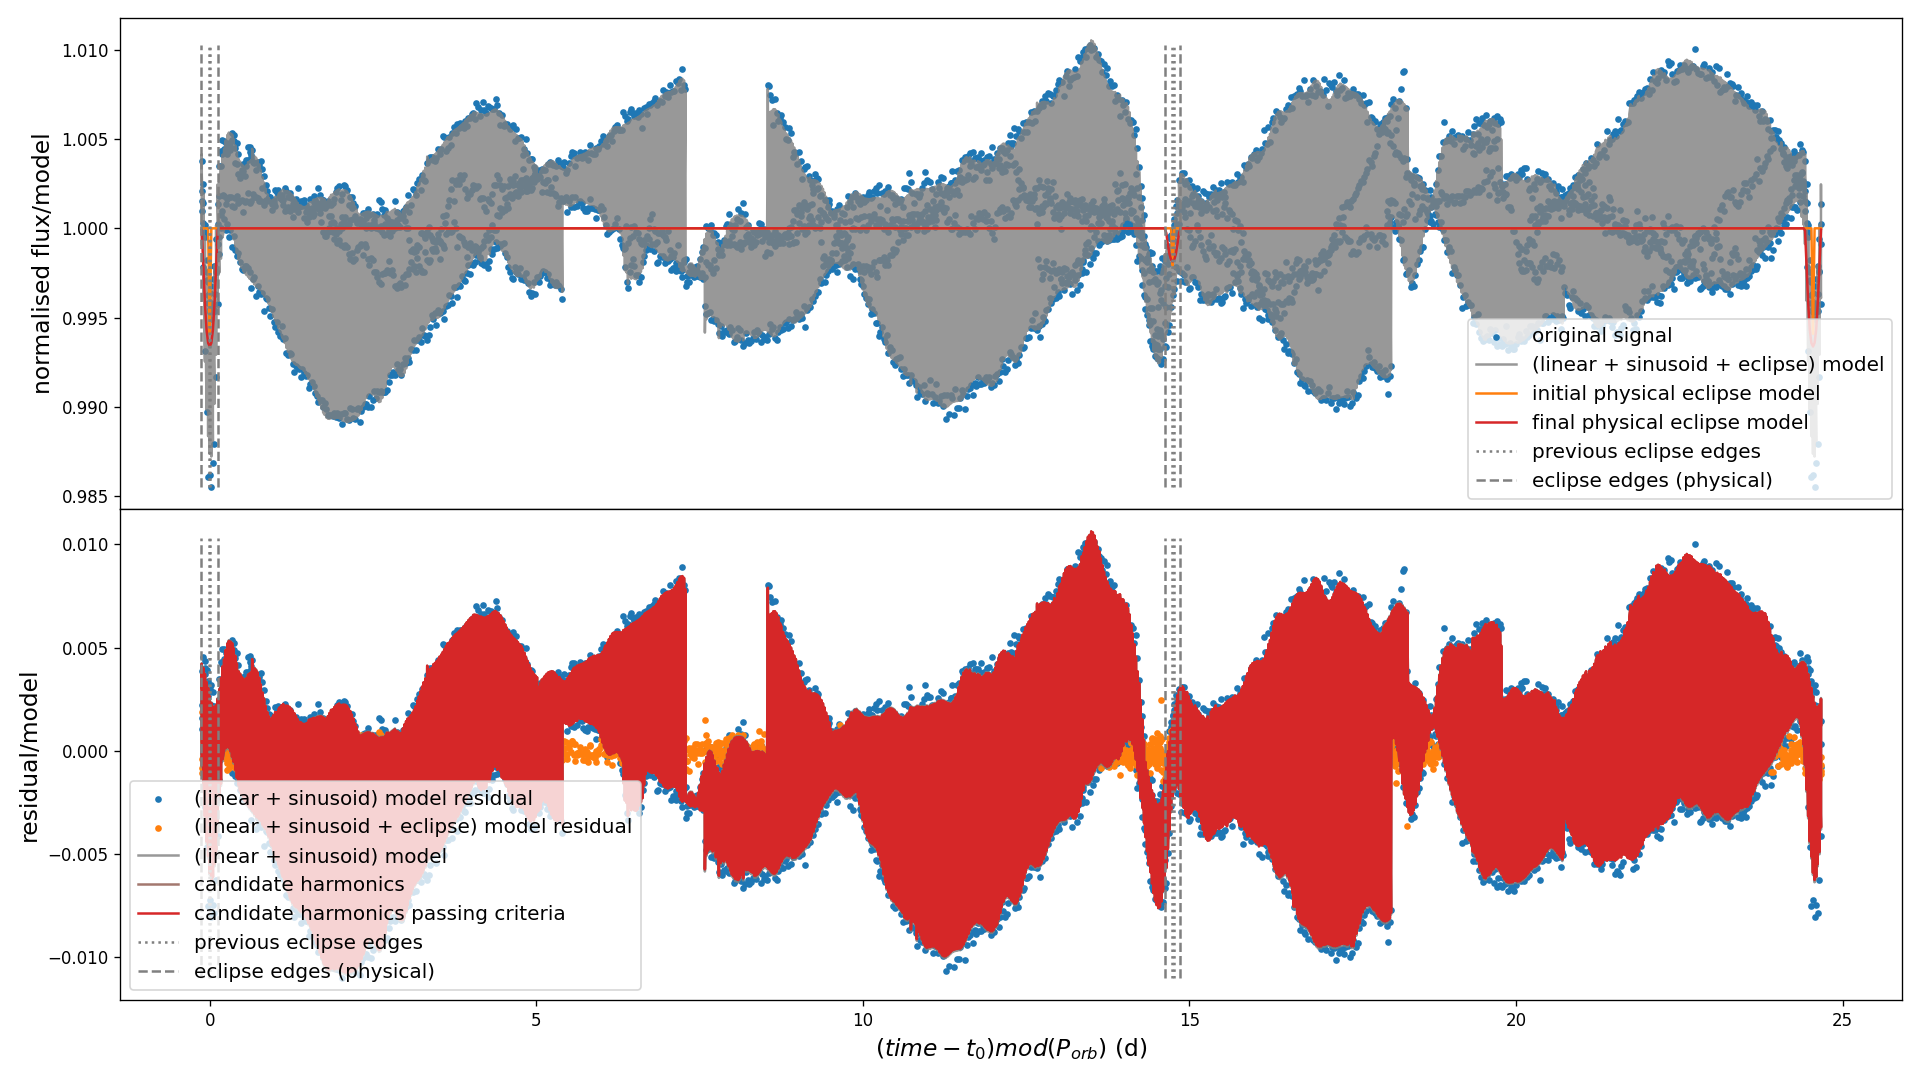 normalised flux/model
1.010
1.005
1.000
0.995
0.990
0.985
original signal
(linear + sinusoid + eclipse) model
initial physical eclipse model
final physical eclipse model
previous eclipse edges
eclipse edges (physical)
residual/model
0.010
0.005
0.000
−0.005
−0.010
(linear + sinusoid) model residual
(linear + sinusoid + eclipse) model residual
(linear + sinusoid) model
candidate harmonics
candidate harmonics passing criteria
previous eclipse edges
eclipse edges (physical)
0 5 10 15 20 25
(time − t₀)mod(P_orb) (d)